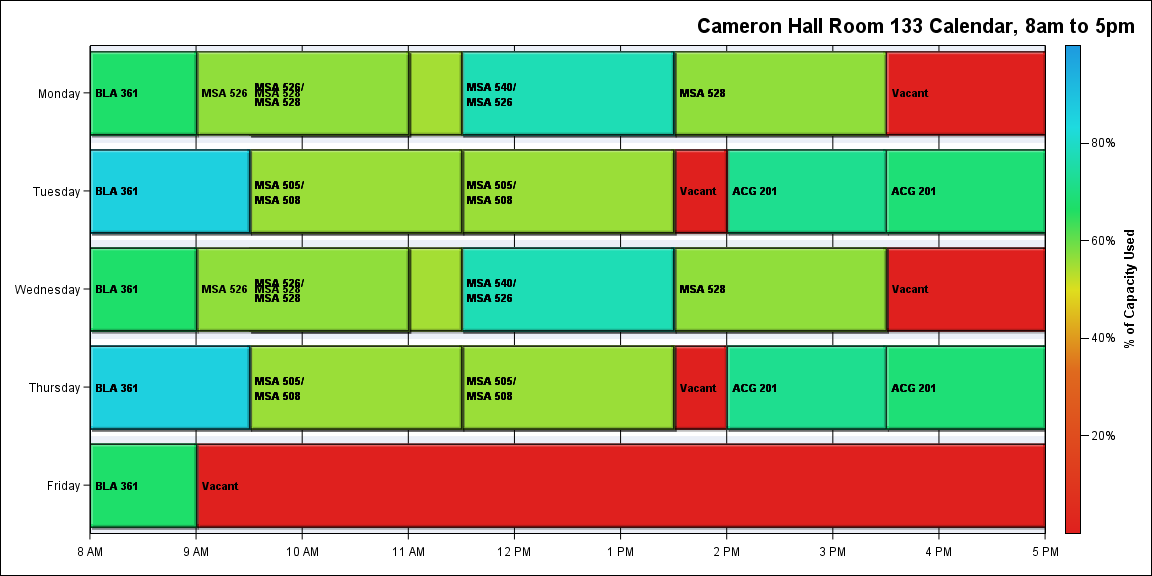 Cameron Hall Room 133 Calendar, 8am to 5pm
Monday
BLA 361
MSA 526
MSA 528
MSA 526/
MSA 528
MSA 540/
MSA 526
MSA 528
Vacant
Tuesday
BLA 361
MSA 505/
MSA 508
MSA 505/
MSA 508
Vacant
ACG 201
ACG 201
Wednesday
BLA 361
MSA 526
MSA 528
MSA 526/
MSA 528
MSA 540/
MSA 526
MSA 528
Vacant
Thursday
BLA 361
MSA 505/
MSA 508
MSA 505/
MSA 508
Vacant
ACG 201
ACG 201
Friday
BLA 361
Vacant
8 AM
9 AM
10 AM
11 AM
12 PM
1 PM
2 PM
3 PM
4 PM
5 PM
80%
60%
40%
20%
% of Capacity Used